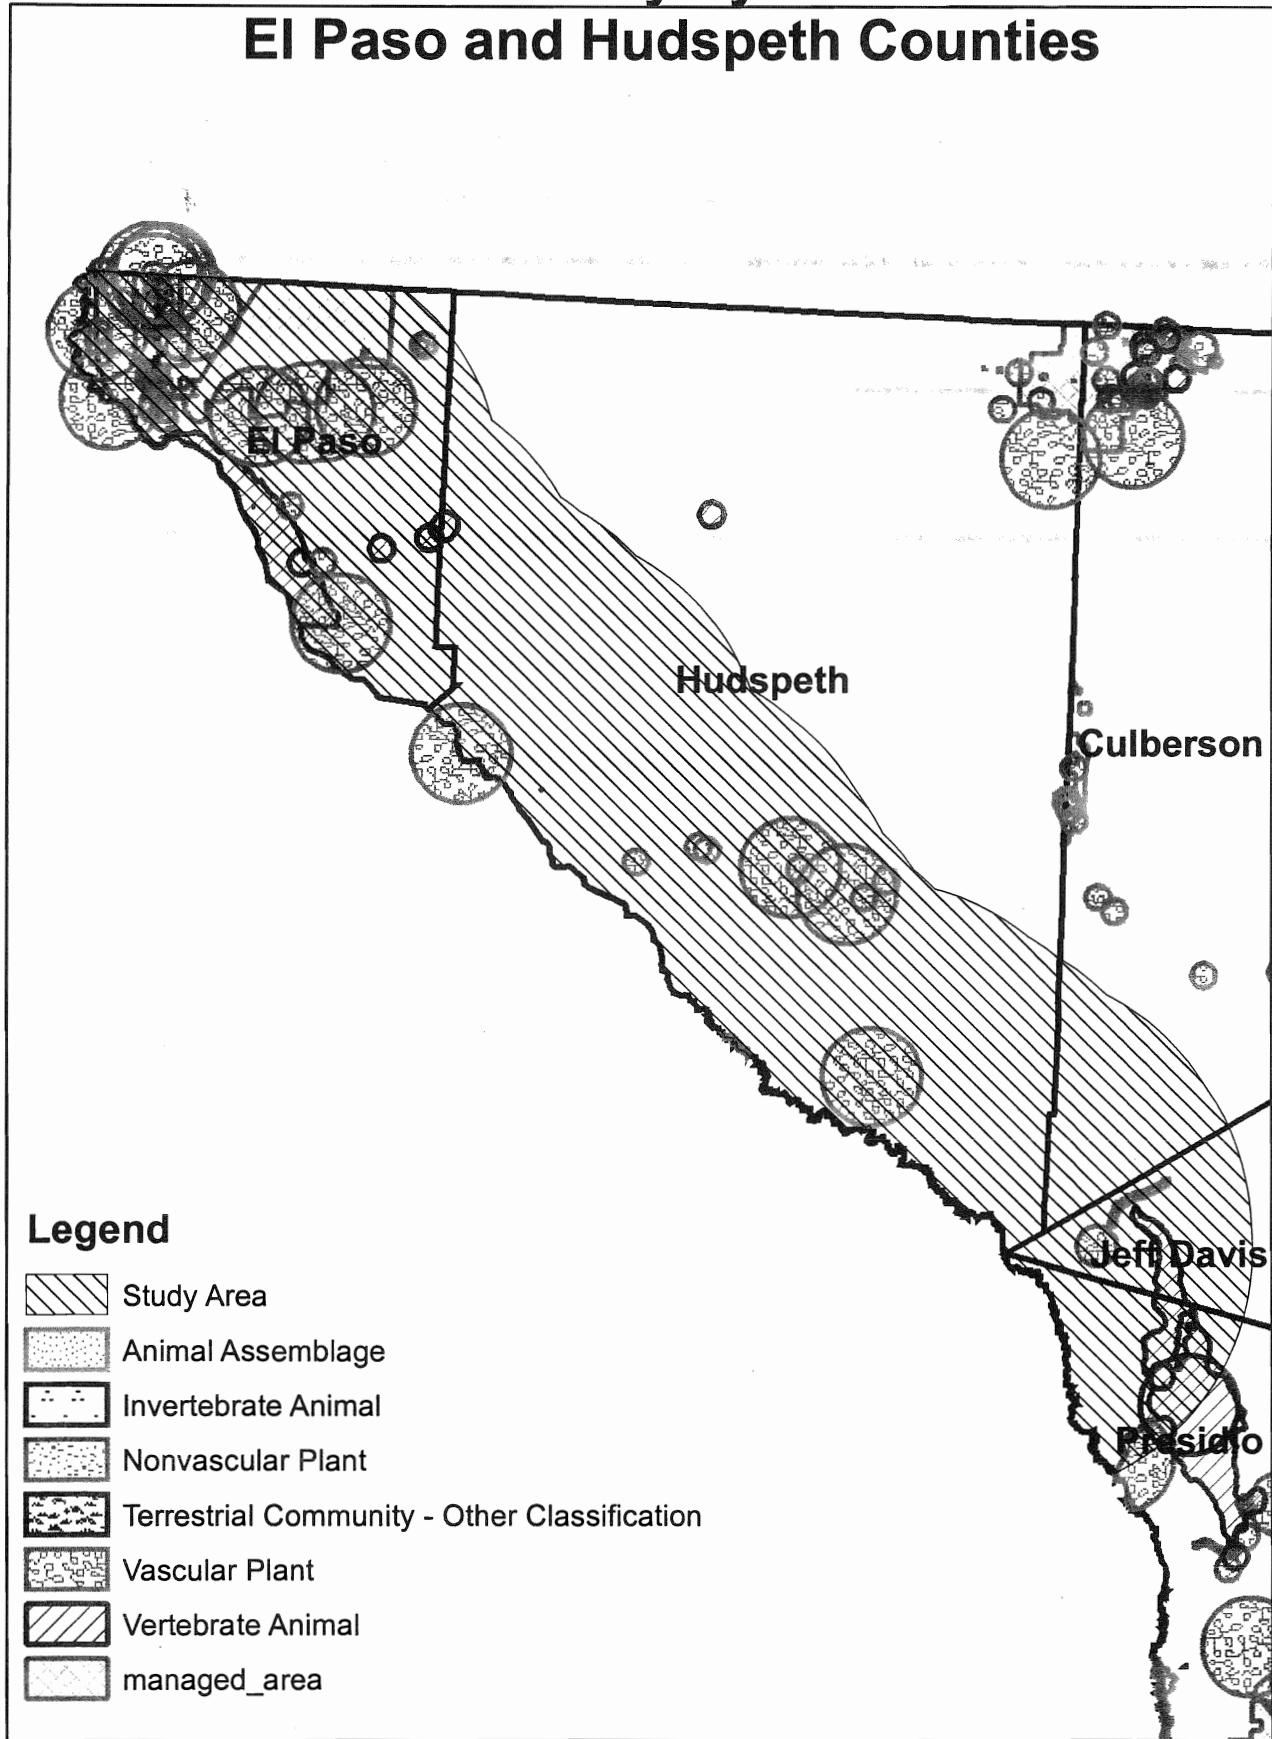 El Paso and Hudspeth Counties
El Paso
Hudspeth
Culberson
Jeff Davis
Presidio
Legend
Study Area
Animal Assemblage
Invertebrate Animal
Nonvascular Plant
Terrestrial Community - Other Classification
Vascular Plant
Vertebrate Animal
managed_area